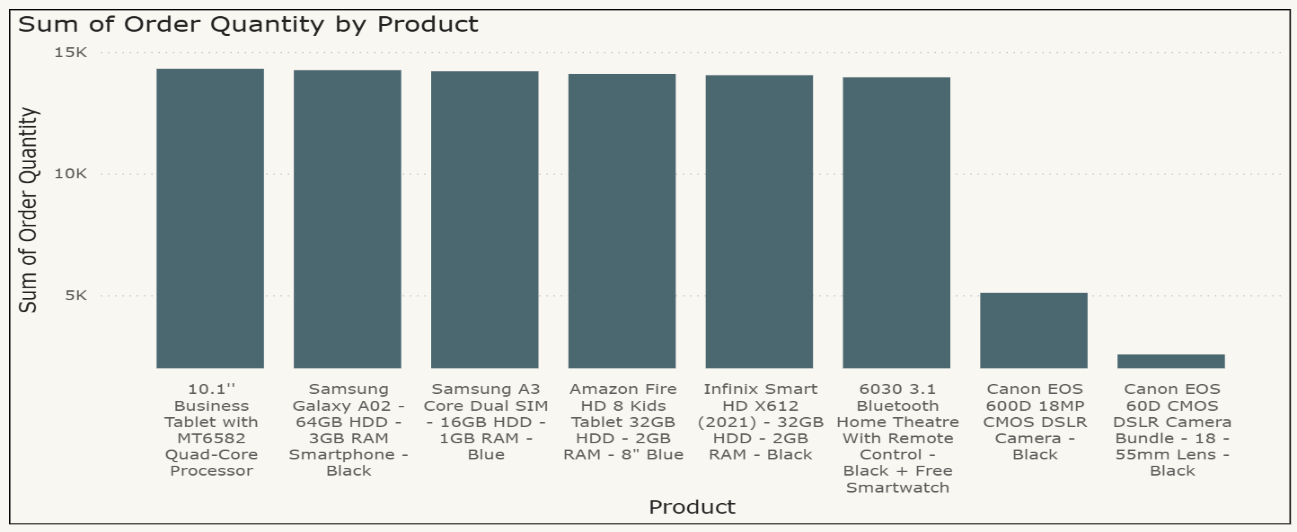 Sum of Order Quantity by Product
15K
10K
5K
Sum of Order Quantity
10.1''
Business
Tablet with
MT6582
Quad-Core
Processor
Samsung
Galaxy A02 -
64GB HDD -
3GB RAM
Smartphone -
Black
Samsung A3
Core Dual SIM
- 16GB HDD -
1GB RAM -
Blue
Amazon Fire
HD 8 Kids
Tablet 32GB
HDD - 2GB
RAM - 8" Blue
Infinix Smart
HD X612
(2021) - 32GB
HDD - 2GB
RAM - Black
6030 3.1
Bluetooth
Home Theatre
With Remote
Control -
Black + Free
Smartwatch
Canon EOS
600D 18MP
CMOS DSLR
Camera -
Black
Canon EOS
60D CMOS
DSLR Camera
Bundle - 18 -
55mm Lens -
Black
Product